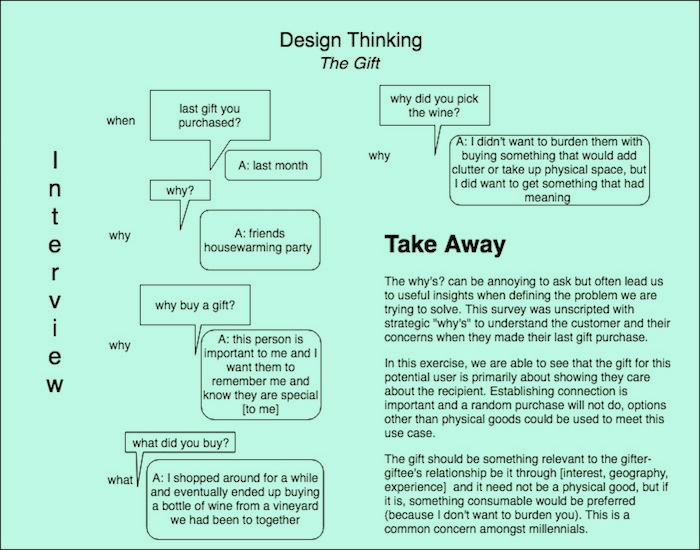 Design Thinking
The Gift
Interview
when
last gift you
purchased?
A: last month
why?
why
A: friends
housewarming party
why buy a gift?
why
A: this person is
important to me and I
want them to
remember me and
know they are special
[to me]
what did you buy?
what
A: I shopped around for a while
and eventually ended up buying
a bottle of wine from a vineyard
we had been to together
why did you pick
the wine?
why
A: I didn't want to burden them with
buying something that would add
clutter or take up physical space, but
I did want to get something that had
meaning
Take Away
The why's? can be annoying to ask but often lead us
to useful insights when defining the problem we are
trying to solve. This survey was unscripted with
strategic "why's" to understand the customer and their
concerns when they made their last gift purchase.
In this exercise, we are able to see that the gift for this
potential user is primarily about showing they care
about the recipient. Establishing connection is
important and a random purchase will not do, options
other than physical goods could be used to meet this
use case.
The gift should be something relevant to the gifter-
giftee's relationship be it through [interest, geography,
experience]  and it need not be a physical good, but if
it is, something consumable would be preferred
(because I don't want to burden you). This is a
common concern amongst millennials.